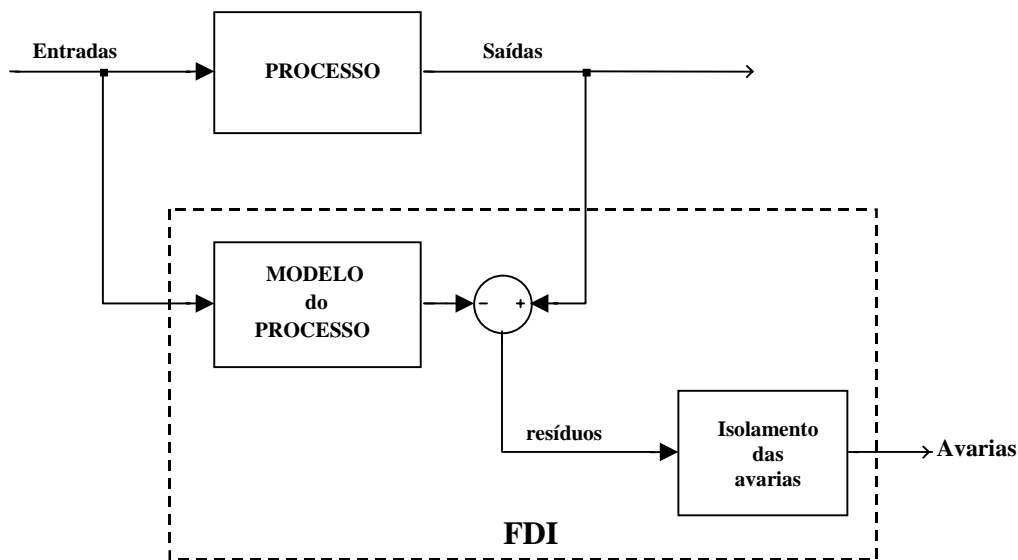 Entradas
PROCESSO
Saídas
MODELO
do
PROCESSO
− +
resíduos
Isolamento
das
avarias
Avarias
FDI